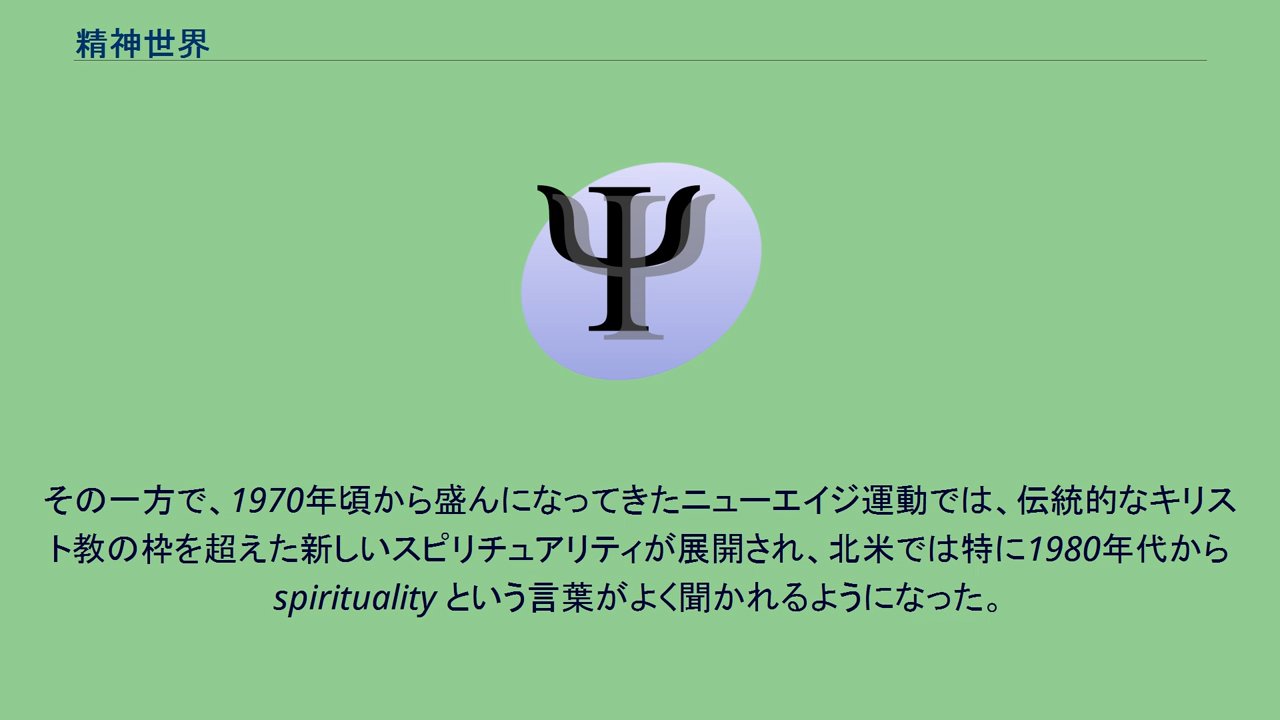 精神世界
Ψ
その一方で、1970年頃から盛んになってきたニューエイジ運動では、伝統的なキリス
ト教の枠を超えた新しいスピリチュアリティが展開され、北米では特に1980年代から
spirituality という言葉がよく聞かれるようになった。